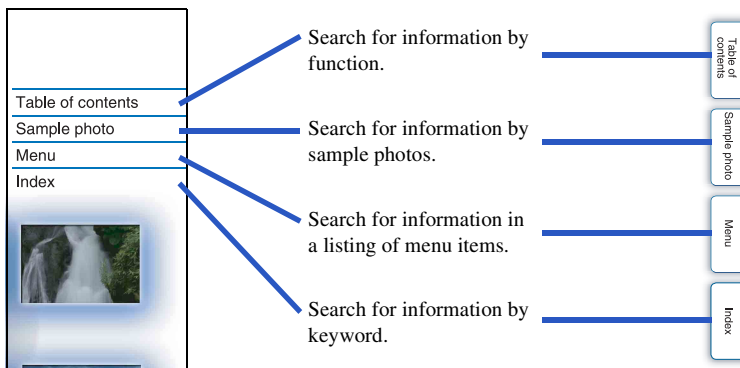 Table of contents
Sample photo
Menu
Index
Search for information by
function.
Search for information by
sample photos.
Search for information in
a listing of menu items.
Search for information by
keyword.
Table of
contents
Sample photo
Menu
Index